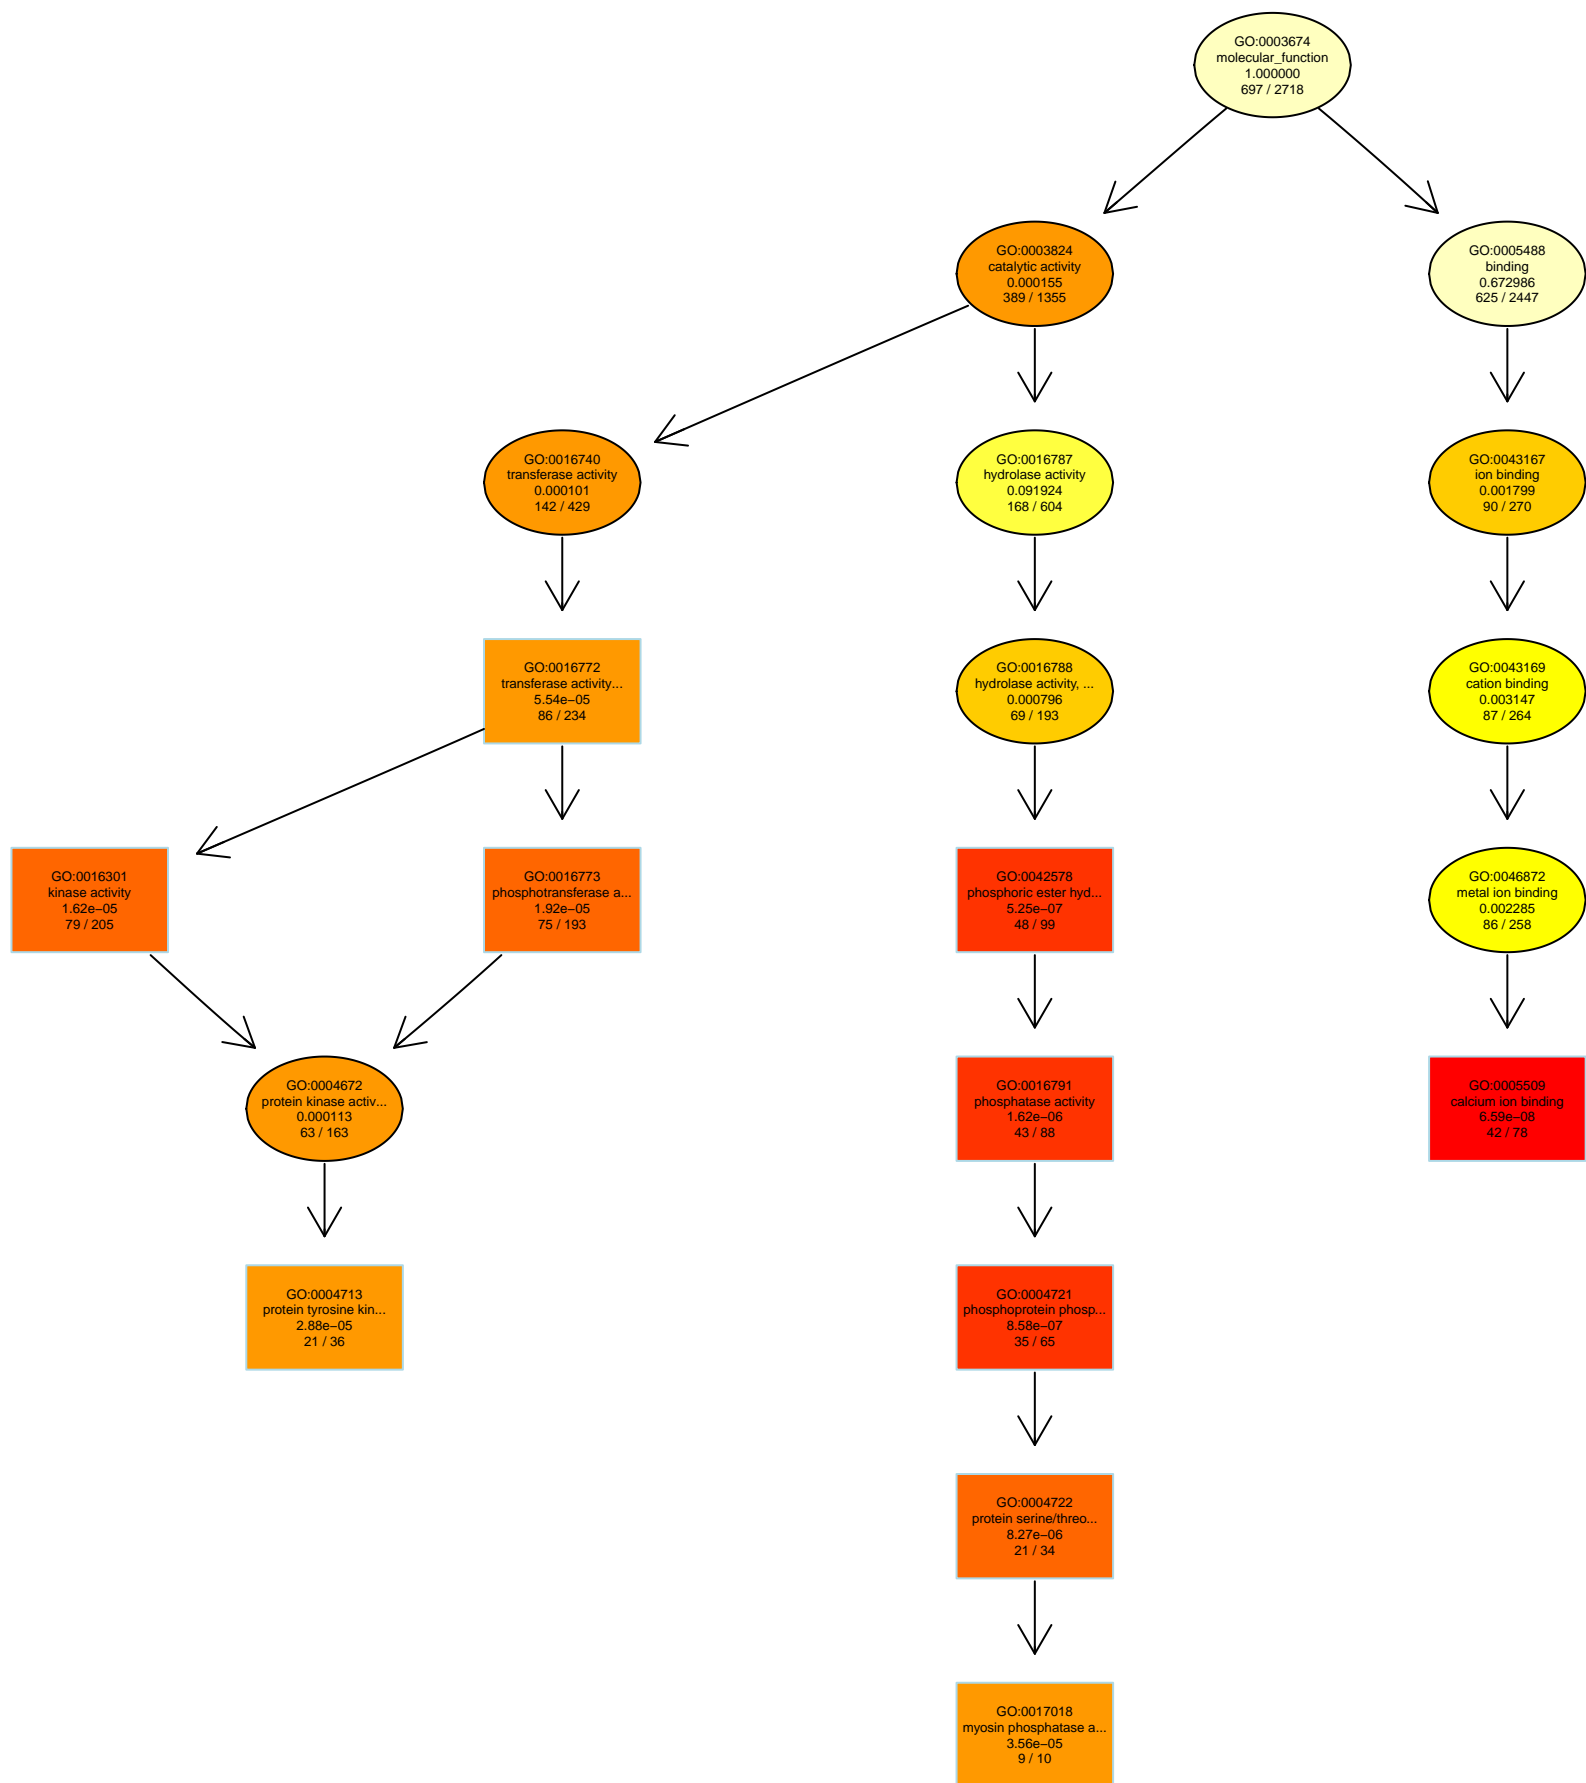 GO:0003674
molecular_function
1.000000
697 / 2718
GO:0003824
catalytic activity
0.000155
389 / 1355
GO:0005488
binding
0.672986
625 / 2447
GO:0016740
transferase activity
0.000101
142 / 429
GO:0016787
hydrolase activity
0.091924
168 / 604
GO:0043167
ion binding
0.001799
90 / 270
GO:0016772
transferase activity...
5.54e−05
86 / 234
GO:0016788
hydrolase activity, ...
0.000796
69 / 193
GO:0043169
cation binding
0.003147
87 / 264
GO:0016301
kinase activity
1.62e−05
79 / 205
GO:0016773
phosphotransferase a...
1.92e−05
75 / 193
GO:0042578
phosphoric ester hyd...
5.25e−07
48 / 99
GO:0046872
metal ion binding
0.002285
86 / 258
GO:0004672
protein kinase activ...
0.000113
63 / 163
GO:0016791
phosphatase activity
1.62e−06
43 / 88
GO:0005509
calcium ion binding
6.59e−08
42 / 78
GO:0004713
protein tyrosine kin...
2.88e−05
21 / 36
GO:0004721
phosphoprotein phosp...
8.58e−07
35 / 65
GO:0004722
protein serine/threo...
8.27e−06
21 / 34
GO:0017018
myosin phosphatase a...
3.56e−05
9 / 10